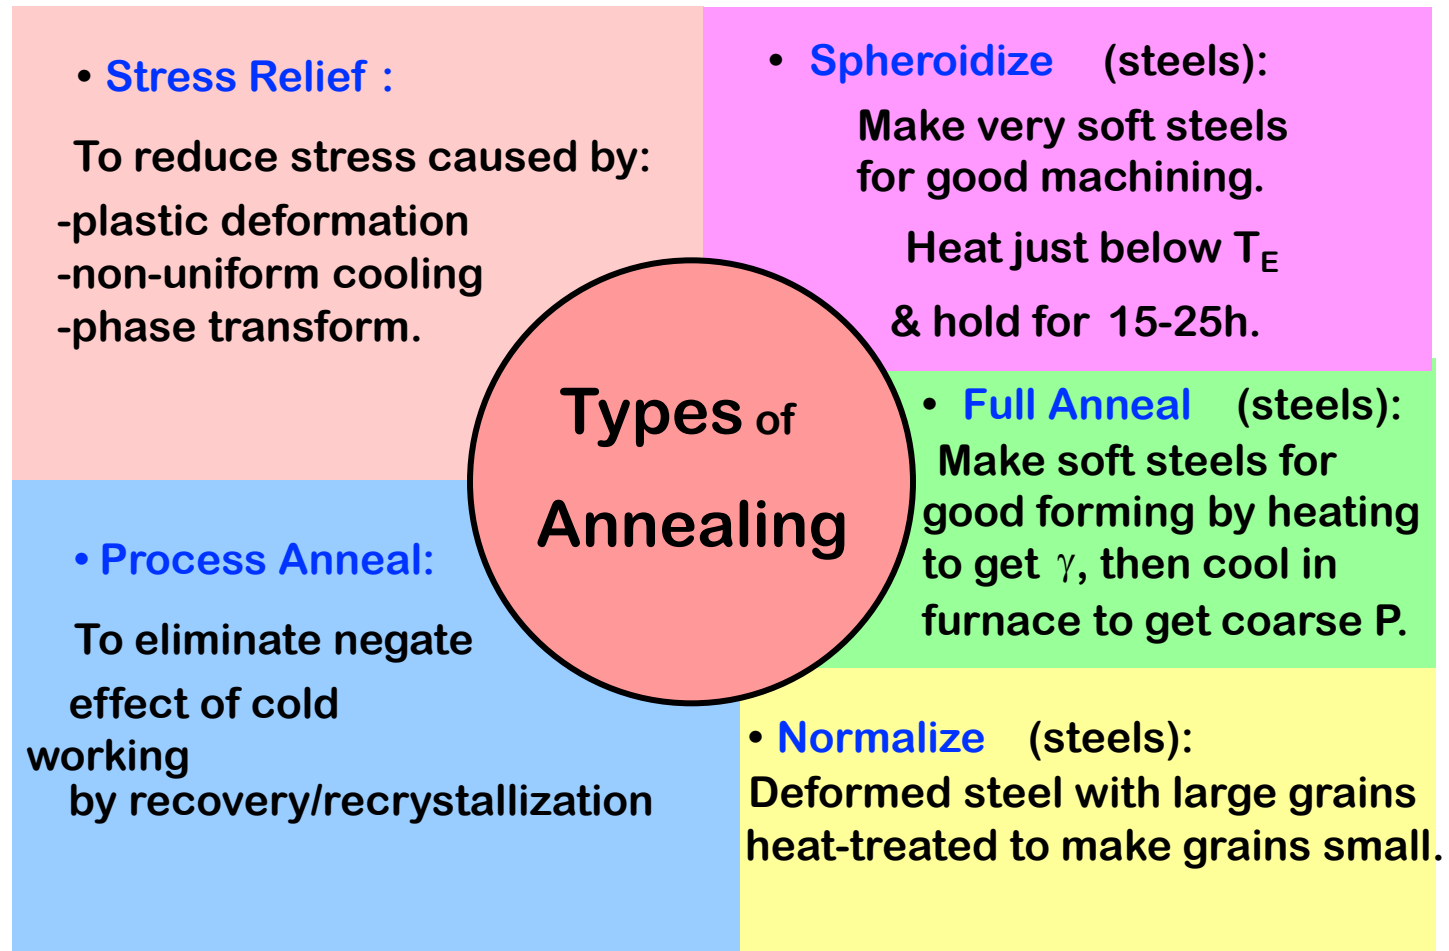 • Stress Relief :
To reduce stress caused by:
-plastic deformation
-non-uniform cooling
-phase transform.
• Spheroidize (steels):
Make very soft steels
for good machining.
Heat just below T_E
& hold for 15-25h.
Types of
Annealing
• Full Anneal (steels):
Make soft steels for
good forming by heating
to get γ, then cool in
furnace to get coarse P.
• Process Anneal:
To eliminate negate
effect of cold
working
by recovery/recrystallization
• Normalize (steels):
Deformed steel with large grains
heat-treated to make grains small.